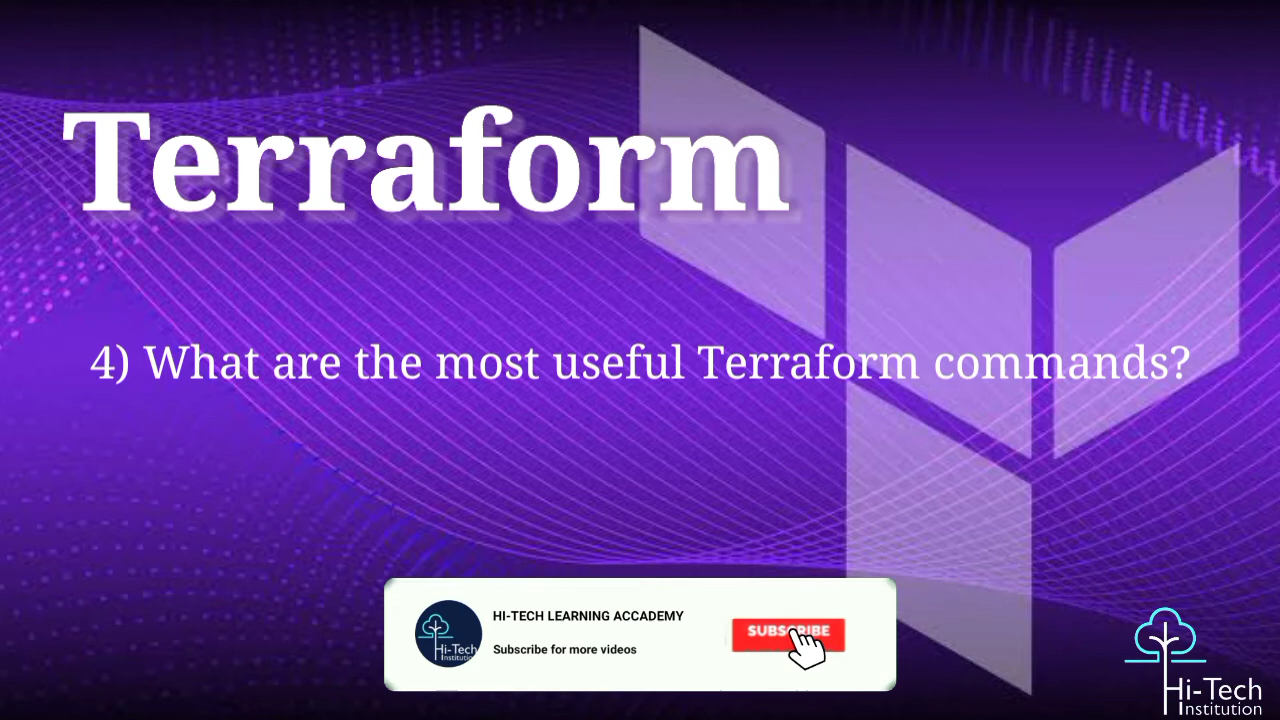 Terraform
4) What are the most useful Terraform commands?
HI-TECH LEARNING ACCADEMY
Subscribe for more videos
SUBSCRIBE
Hi-Tech
Institution
Hi-Tech
Institution